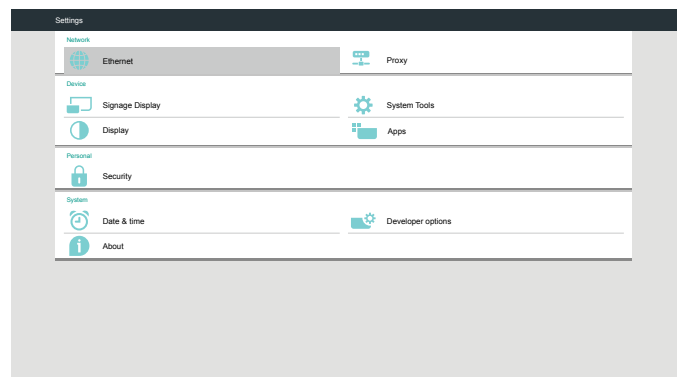 Settings
Network
Ethernet
Proxy
Device
Signage Display
System Tools
Display
Apps
Personal
Security
System
Date & time
Developer options
About